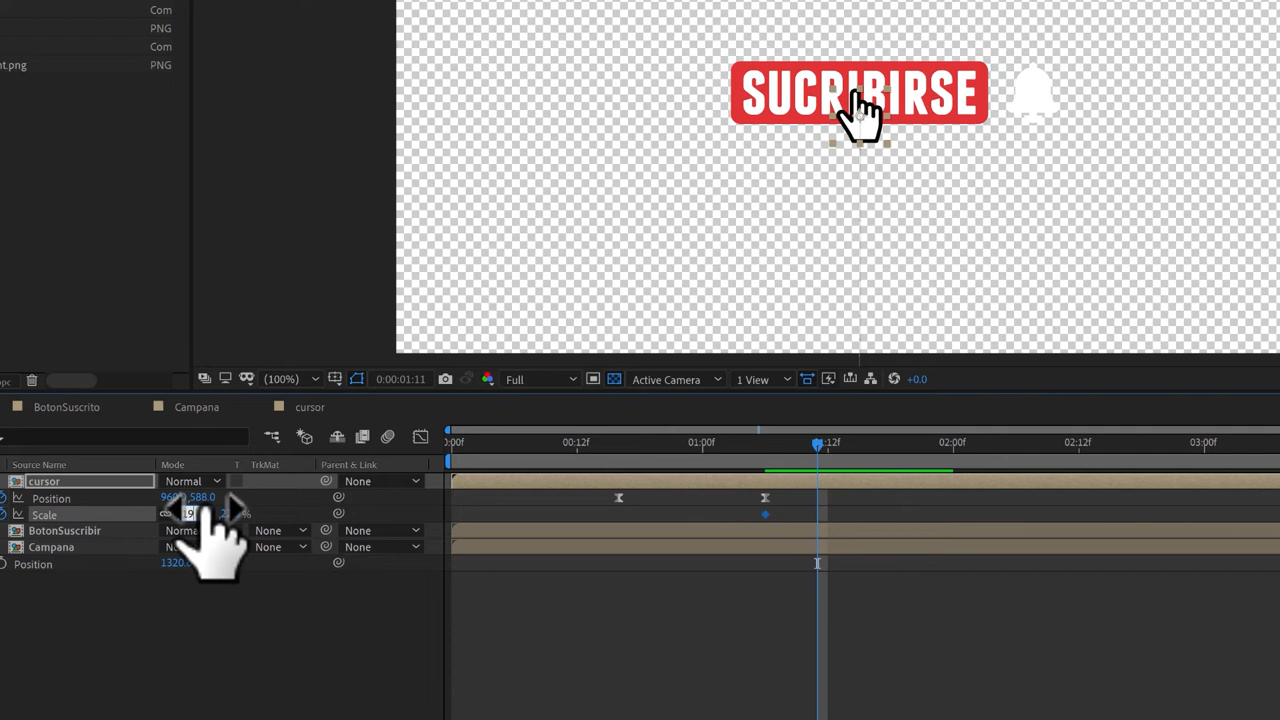 Com
PNG
Com
nt.png PNG
SUCRIBIRSE
(100%) 0:00:01:11 Full Active Camera 1 View +0.0
BotonSuscrito Campana cursor
:00f 00:12f 01:00f :12f 02:00f 02:12f 03:00f
Source Name Mode T TrkMat Parent & Link
cursor Normal None
Position 588.0
Scale %
BotonSuscribir None None
Campana None None
Position 1320.